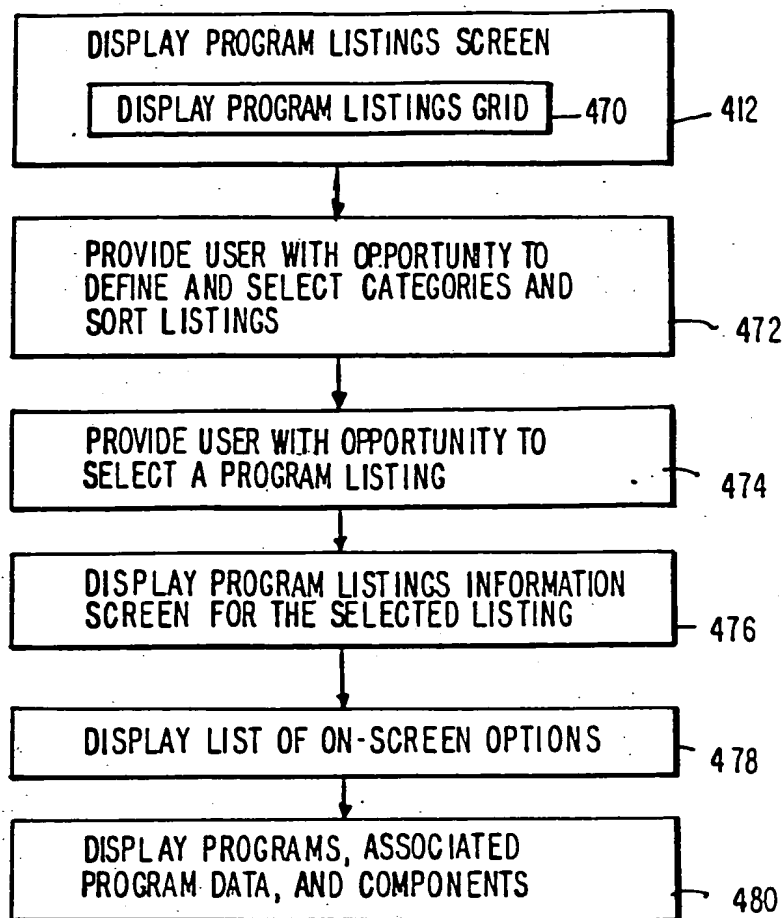 DISPLAY PROGRAM LISTINGS SCREEN
DISPLAY PROGRAM LISTINGS GRID
470
412
PROVIDE USER WITH OPPORTUNITY TO
DEFINE AND SELECT CATEGORIES AND
SORT LISTINGS
472
PROVIDE USER WITH OPPORTUNITY TO
SELECT A PROGRAM LISTING
474
DISPLAY PROGRAM LISTINGS INFORMATION
SCREEN FOR THE SELECTED LISTING
476
DISPLAY LIST OF ON-SCREEN OPTIONS
478
DISPLAY PROGRAMS, ASSOCIATED
PROGRAM DATA, AND COMPONENTS
480